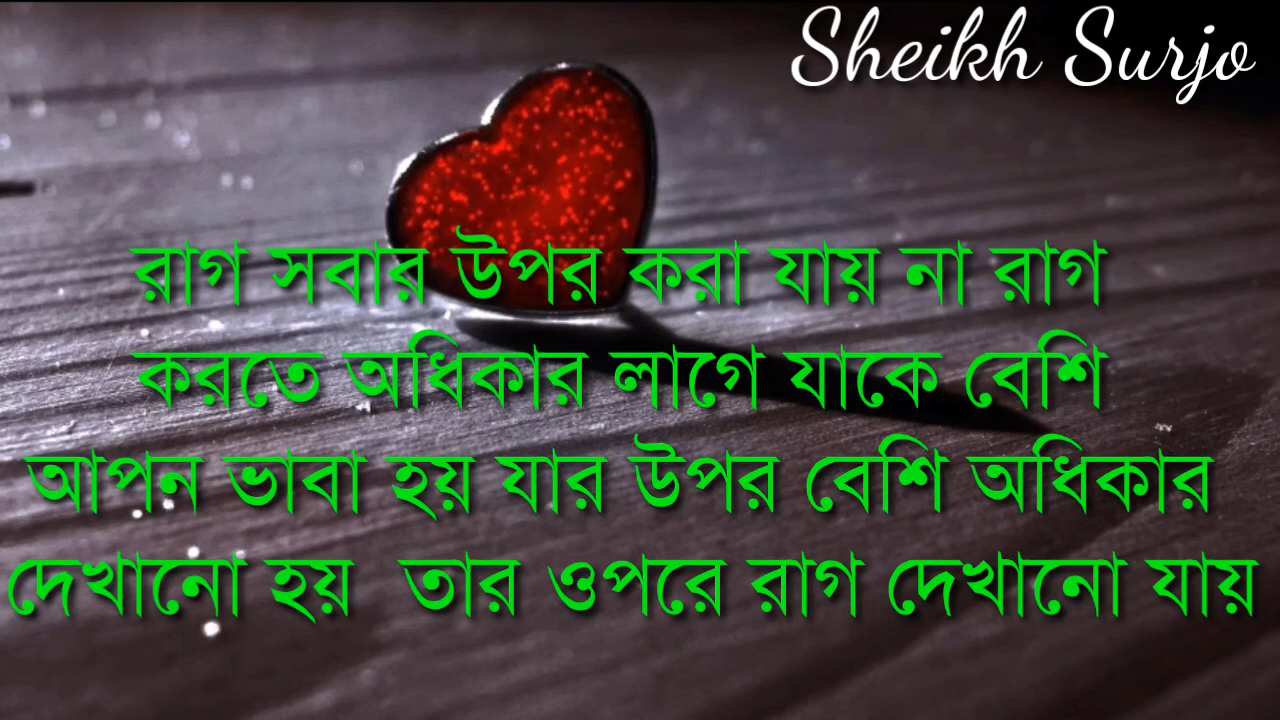 Sheikh Surjo
রাগ সবার উপর করা যায় না রাগ
করতে অধিকার লাগে যাকে বেশি
আপন ভাবা হয় যার উপর বেশি অধিকার
দেখানো হয় তার ওপরে রাগ দেখানো যায়